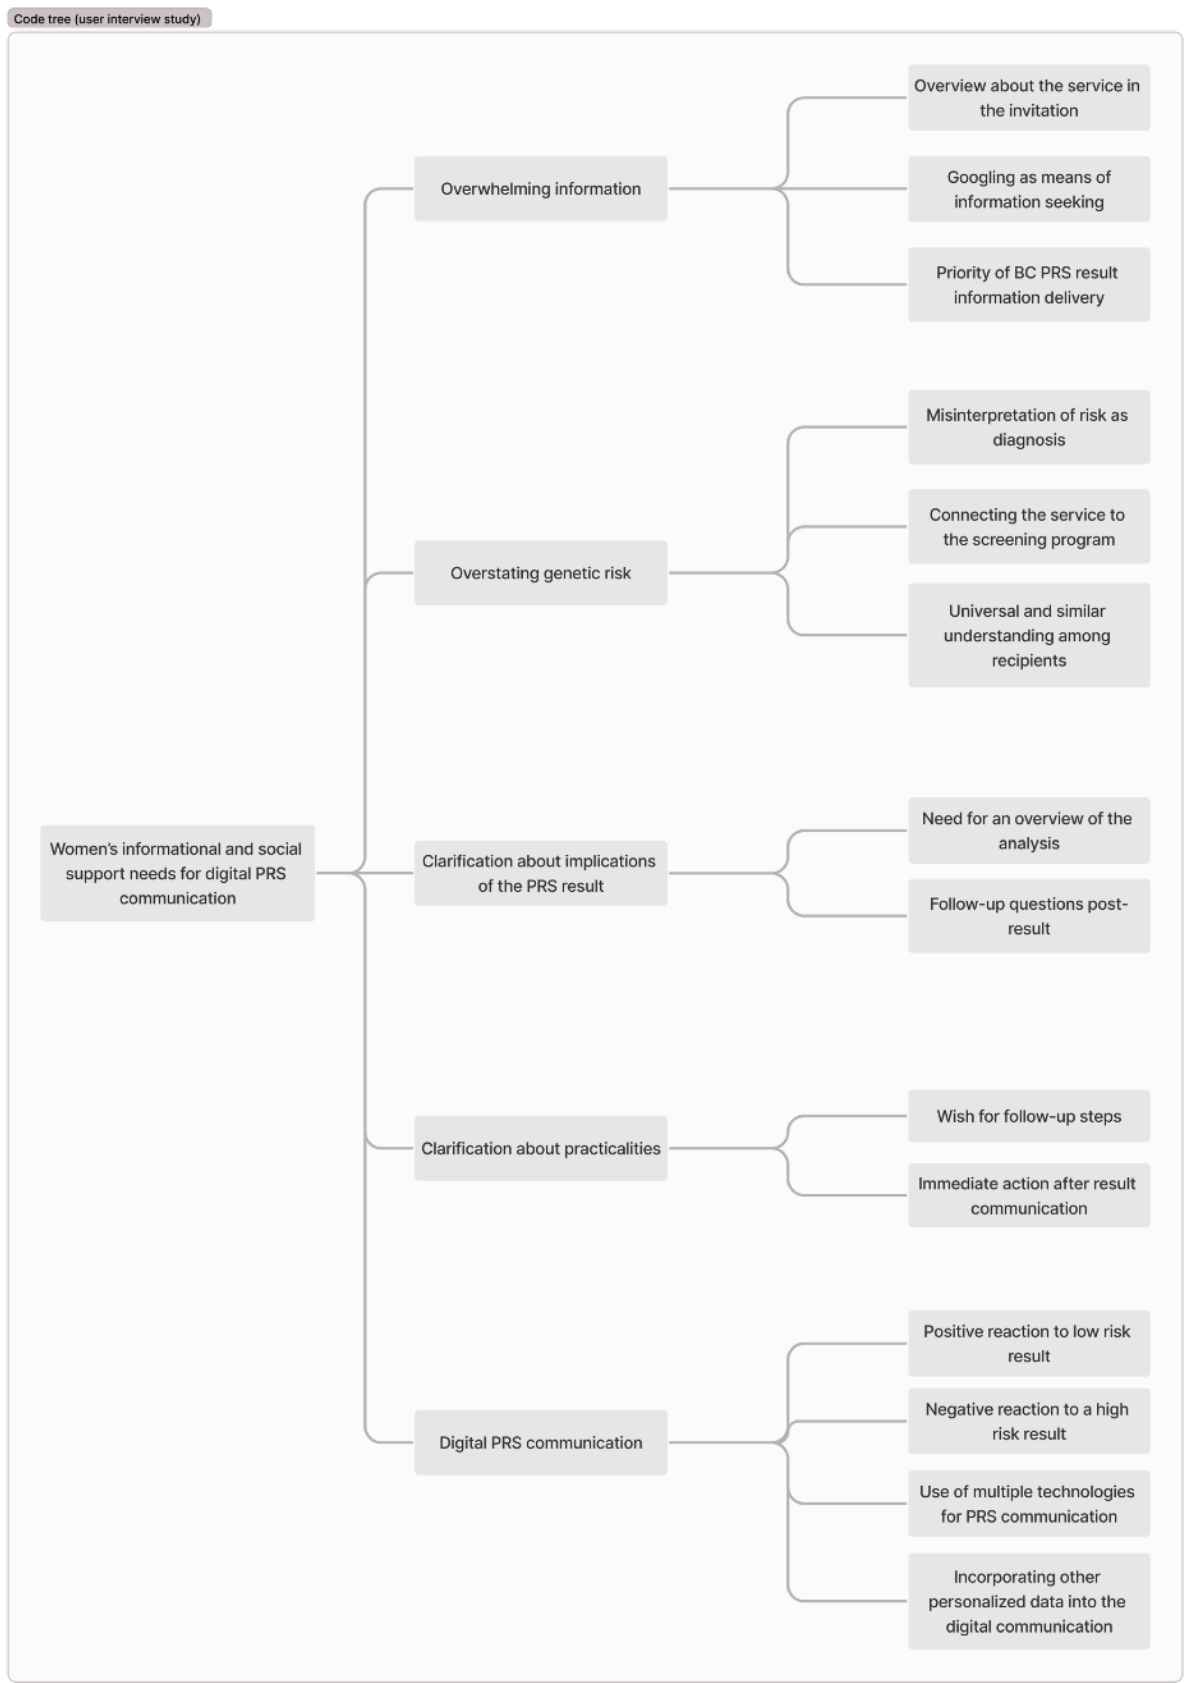 Code tree (user interview study)
Overview about the service in
the invitation
Overwhelming information
Googling as means of
information seeking
Priority of BC PRS result
information delivery
Misinterpretation of risk as
diagnosis
Connecting the service to
the screening program
Overstating genetic risk
Universal and similar
understanding among
recipients
Women’s informational and social
support needs for digital PRS
communication
Need for an overview of the
analysis
Clarification about implications
of the PRS result
Follow-up questions post-
result
Wish for follow-up steps
Clarification about practicalities
Immediate action after result
communication
Positive reaction to low risk
result
Negative reaction to a high
risk result
Digital PRS communication
Use of multiple technologies
for PRS communication
Incorporating other
personalized data into the
digital communication